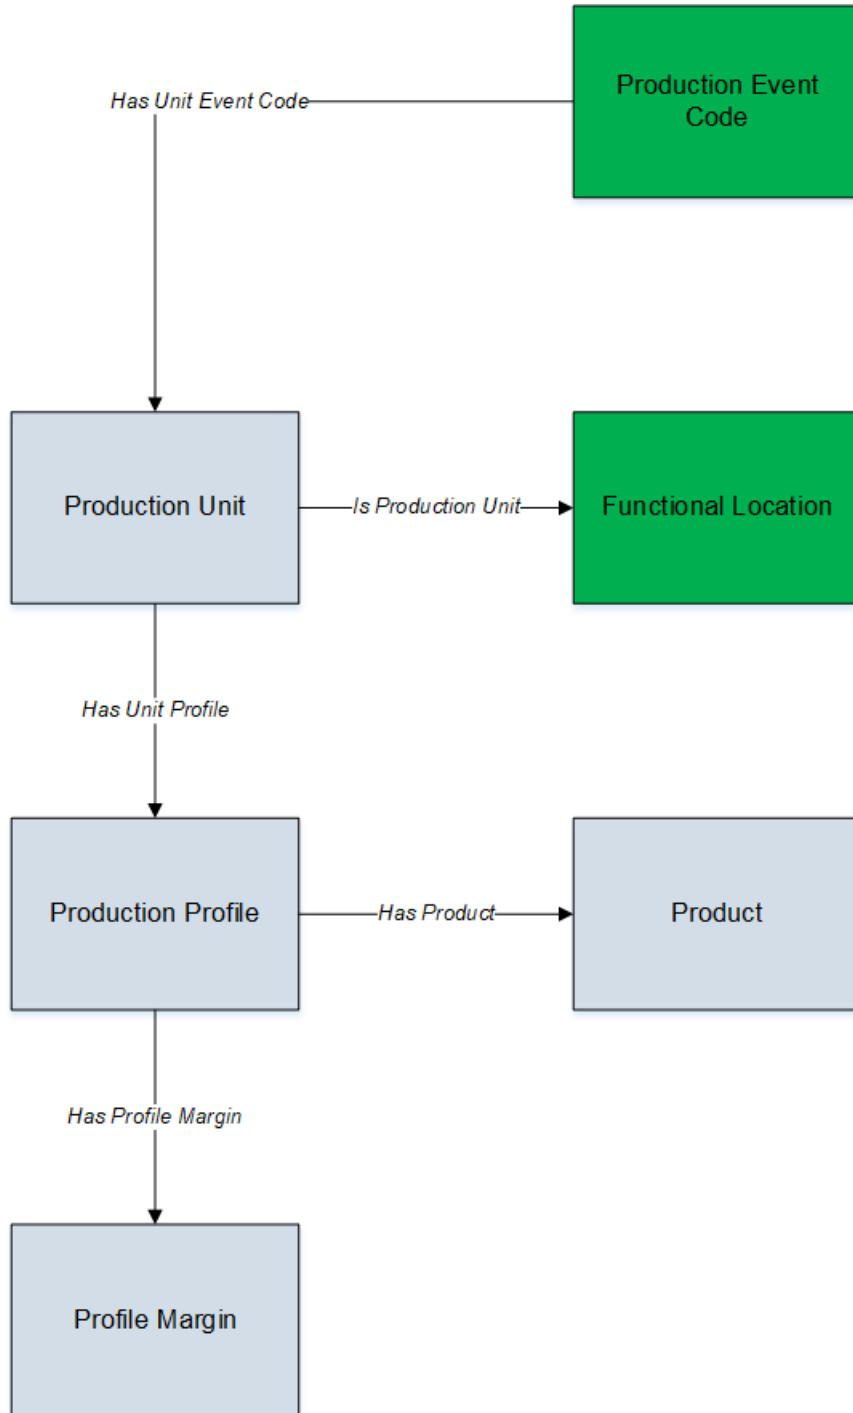 Production Event
Code
Has Unit Event Code
Production Unit
Is Production Unit
Functional Location
Has Unit Profile
Production Profile
Has Product
Product
Has Profile Margin
Profile Margin